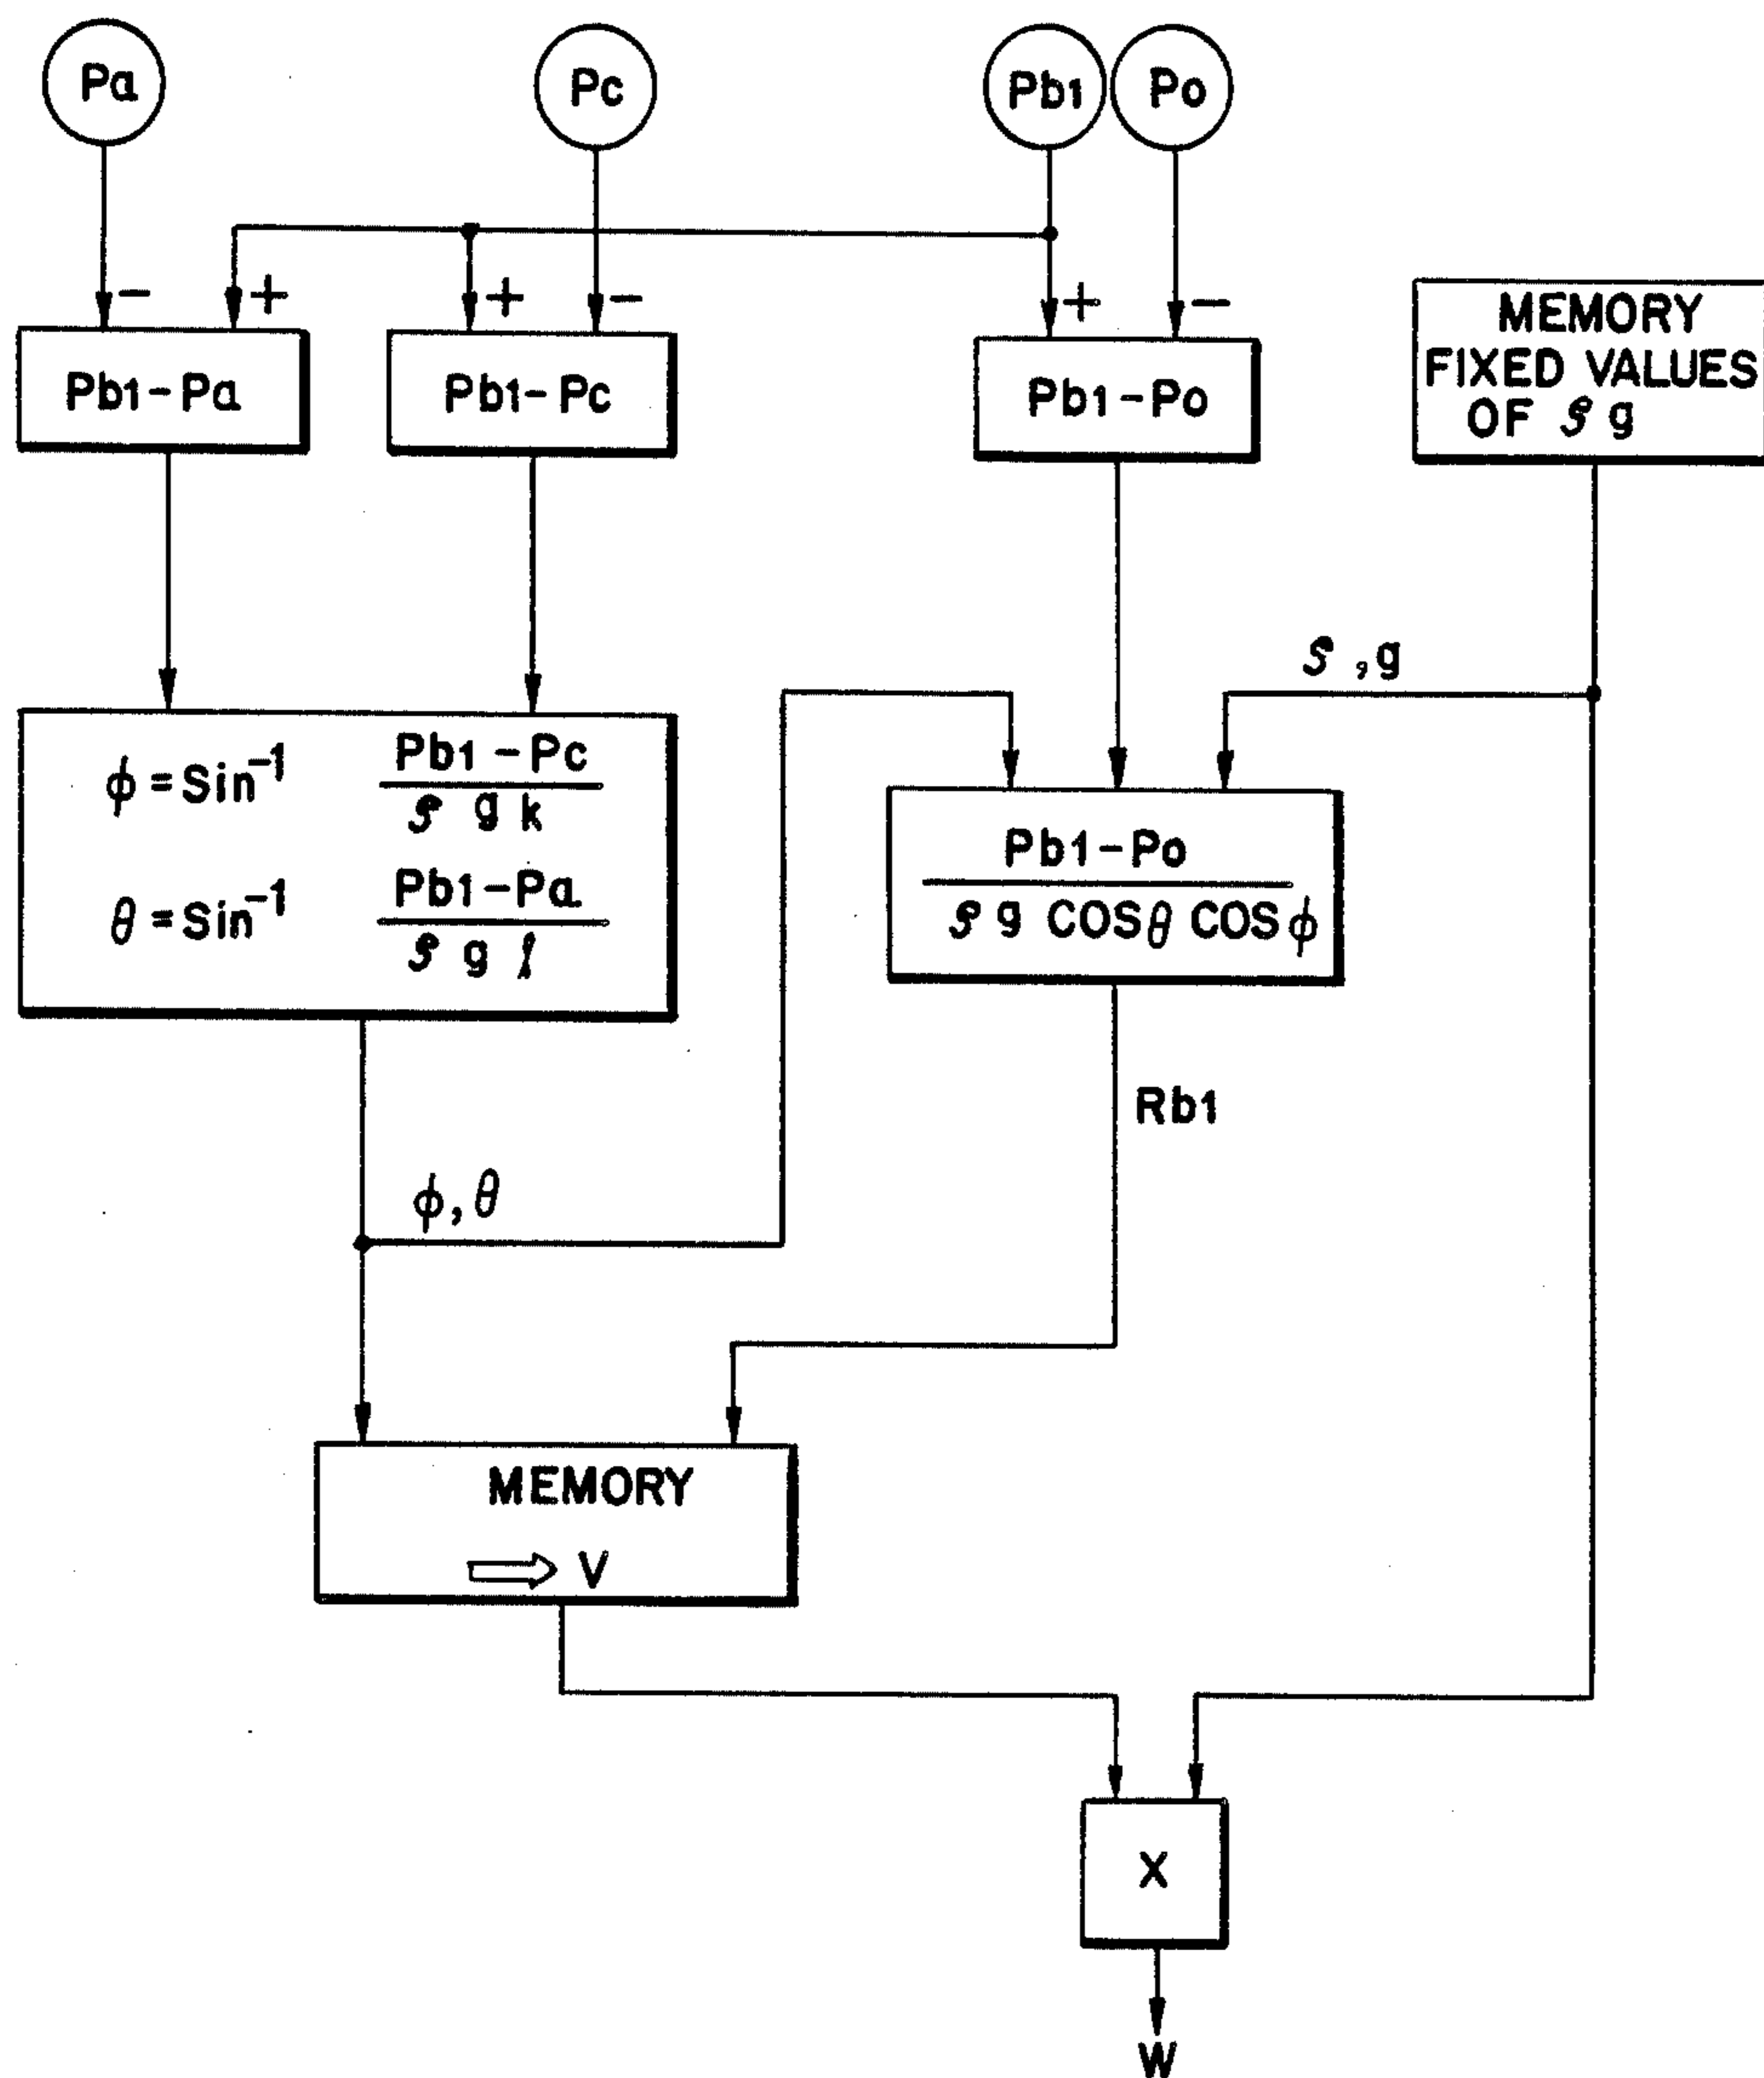 Pa
Pc
Pb1
Po
-
+
+
-
+
-
Pb1-Pa
Pb1-Pc
Pb1-Po
MEMORY
FIXED VALUES
OF ρ g
ρ ,g
ϕ = Sin⁻¹ Pb1-Pc
ρ g k
θ = Sin⁻¹ Pb1-Pa
ρ g l
Pb1-Po
ρ g COSθ COSϕ
Rb1
ϕ, θ
MEMORY
⇒ V
X
W